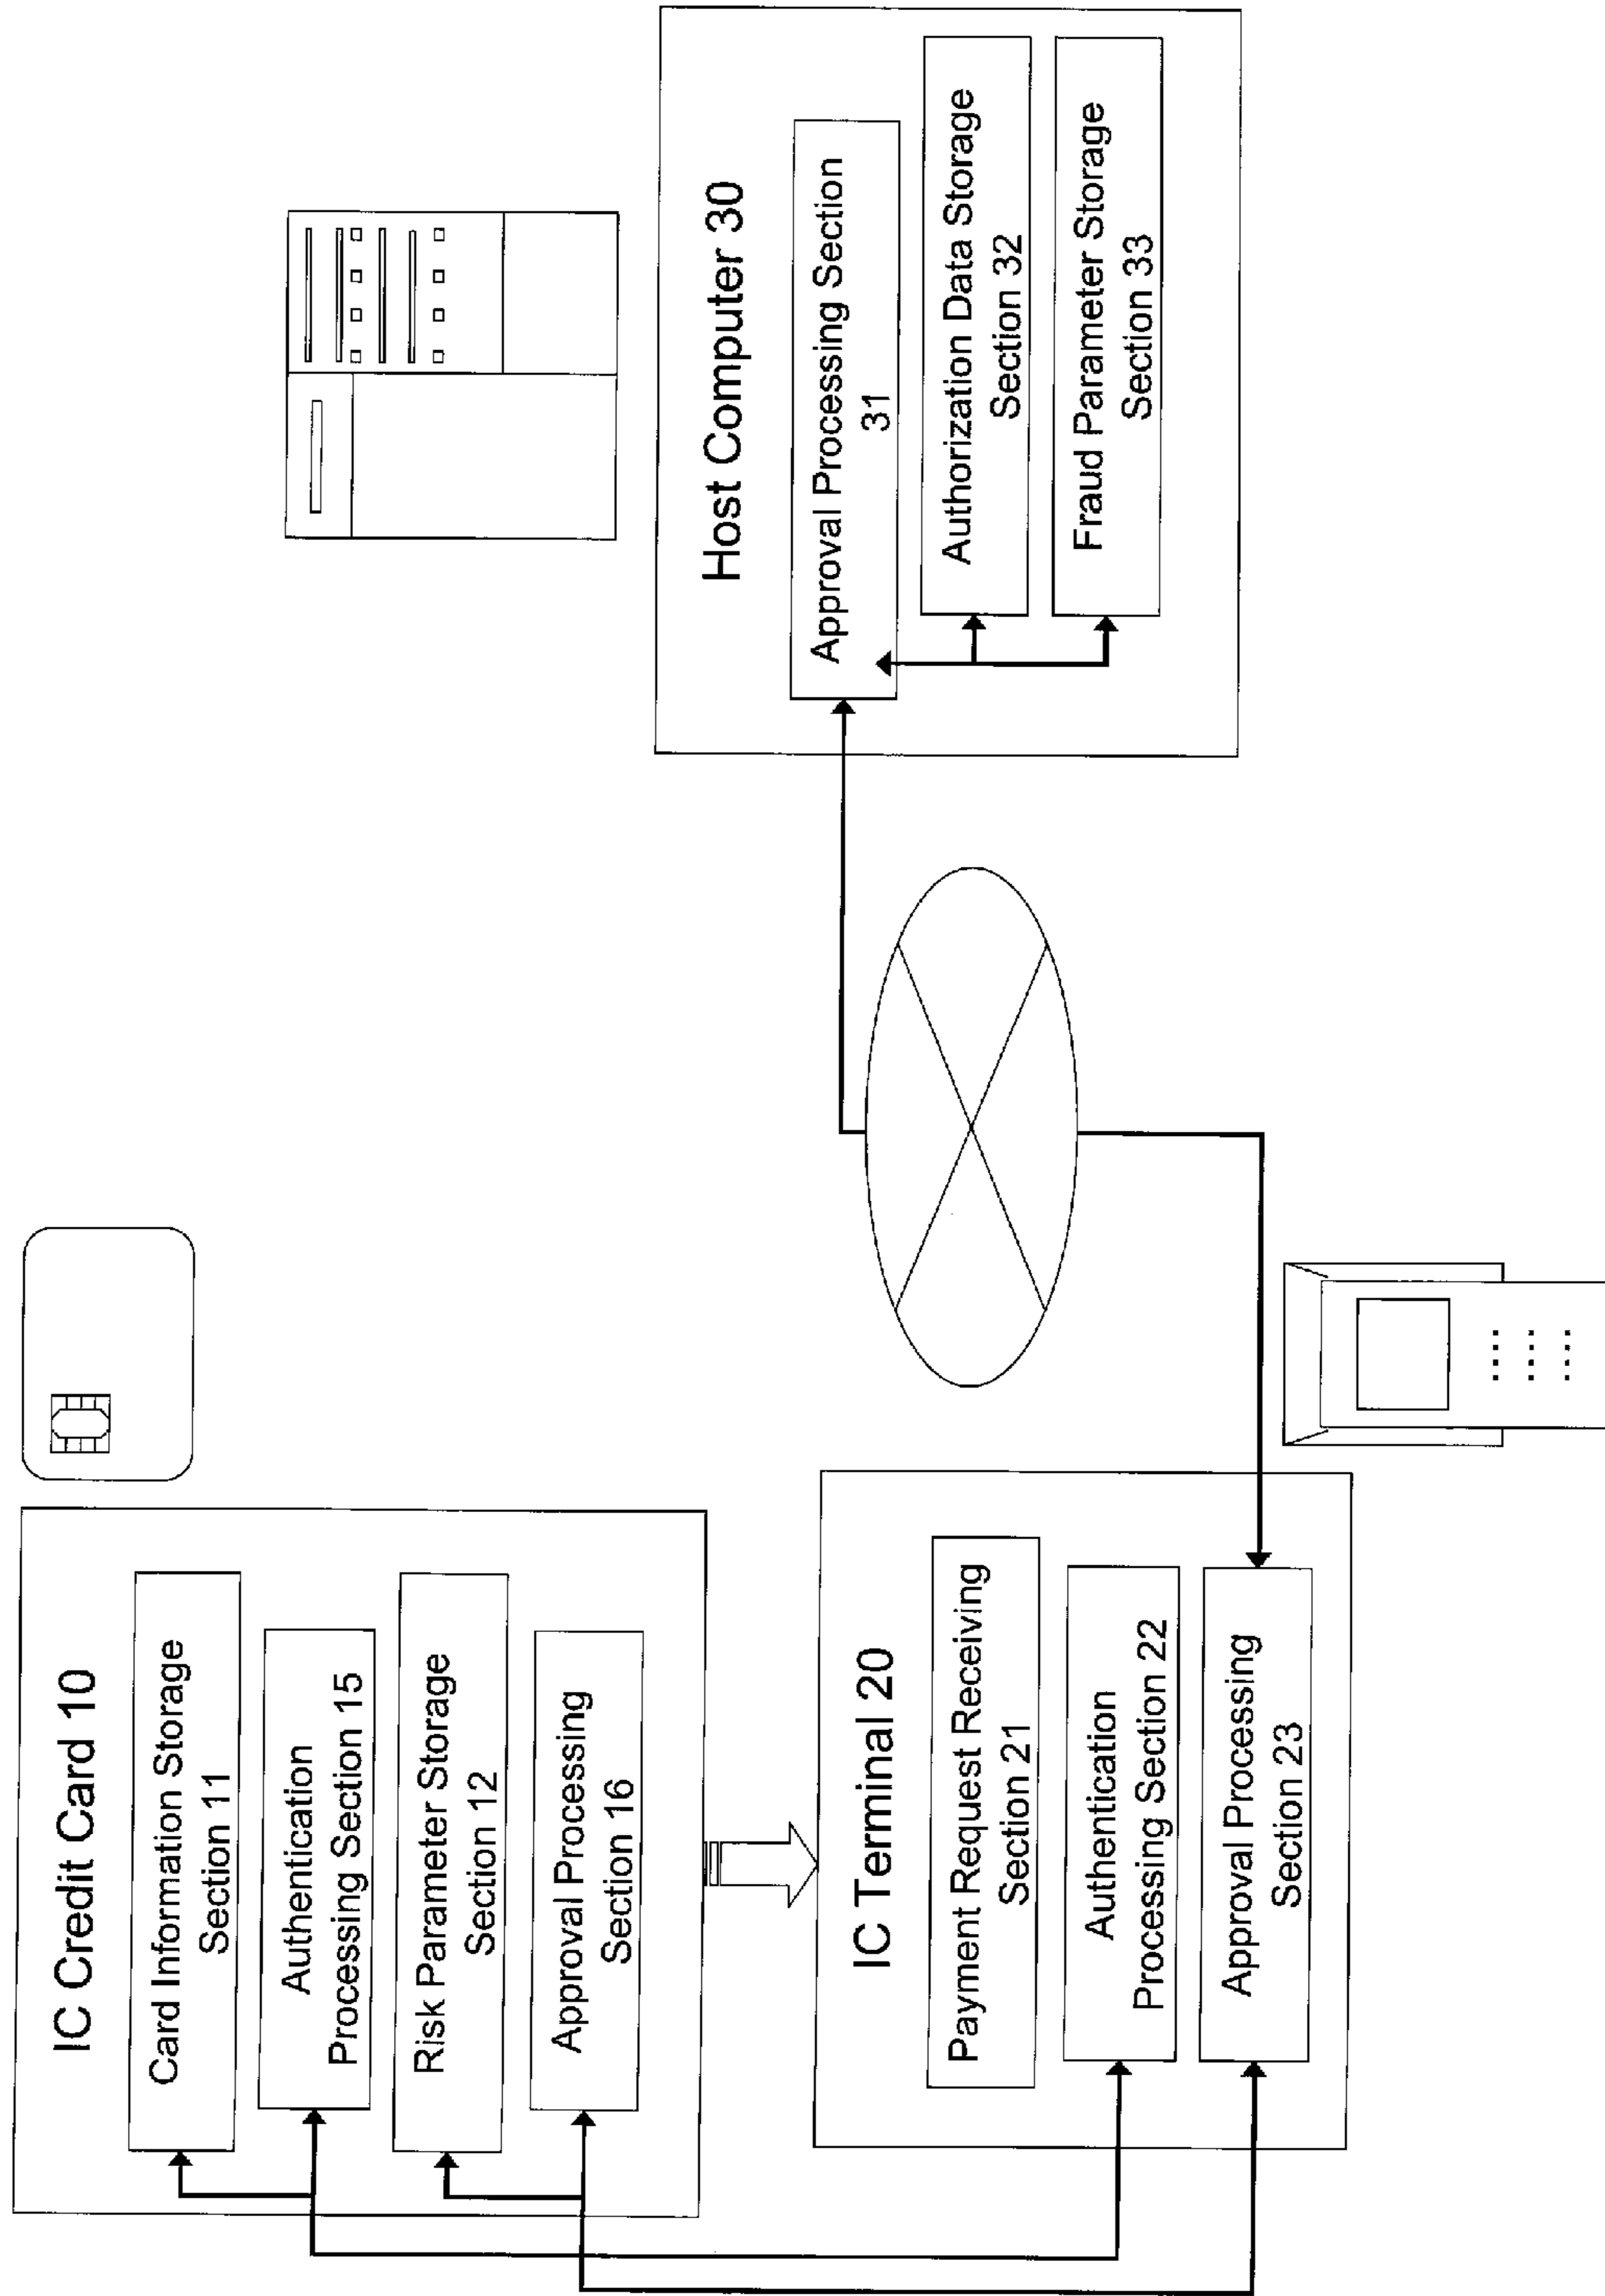 IC Credit Card 10
Card Information Storage
Section 11
Authentication
Processing Section 15
Risk Parameter Storage
Section 12
Approval Processing
Section 16
IC Terminal 20
Payment Request Receiving
Section 21
Authentication
Processing Section 22
Approval Processing
Section 23
Host Computer 30
Approval Processing Section
31
Authorization Data Storage
Section 32
Fraud Parameter Storage
Section 33